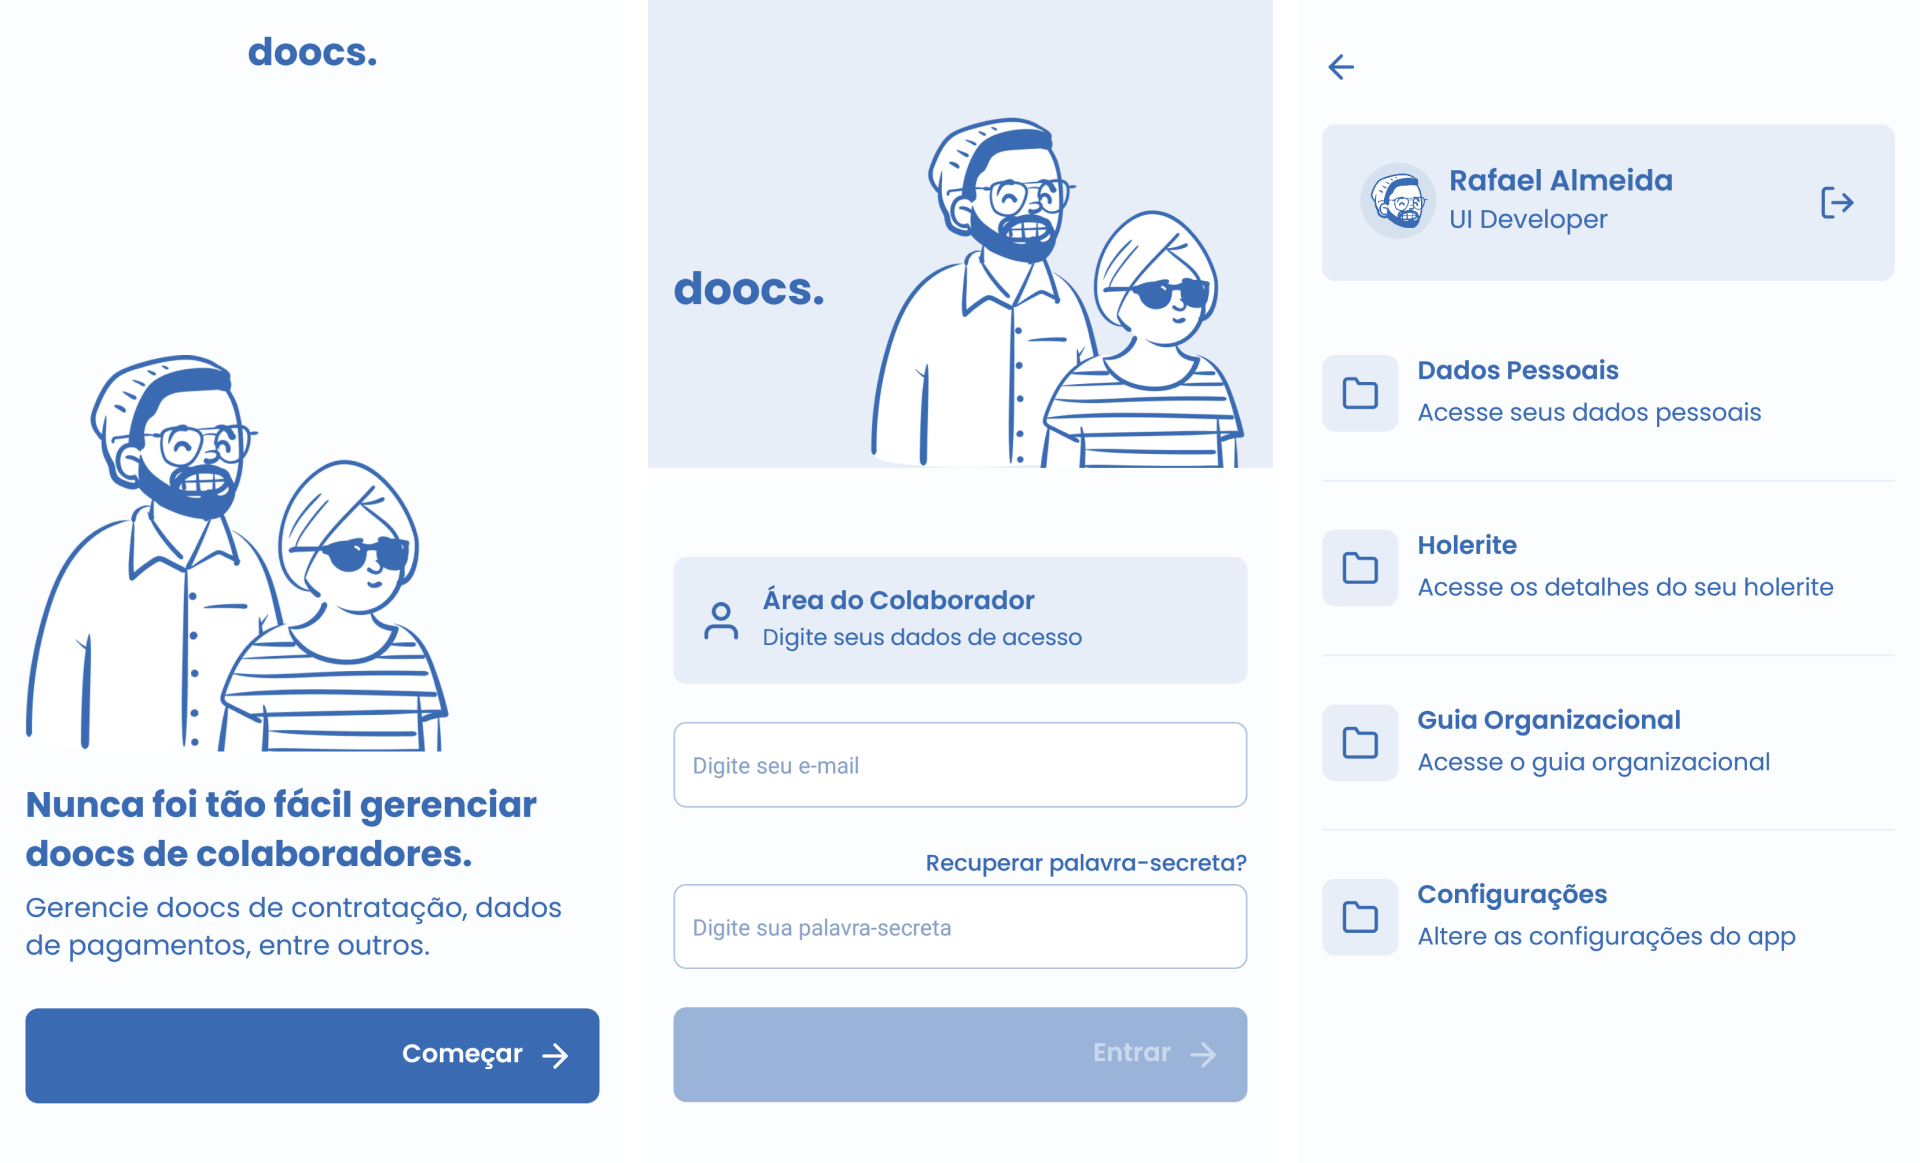 doocs.
Nunca foi tão fácil gerenciar
doocs de colaboradores.
Gerencie doocs de contratação, dados
de pagamentos, entre outros.
Começar
doocs.
Área do Colaborador
Digite seus dados de acesso
Digite seu e-mail
Recuperar palavra-secreta?
Digite sua palavra-secreta
Entrar
Rafael Almeida
UI Developer
Dados Pessoais
Acesse seus dados pessoais
Holerite
Acesse os detalhes do seu holerite
Guia Organizacional
Acesse o guia organizacional
Configurações
Altere as configurações do app